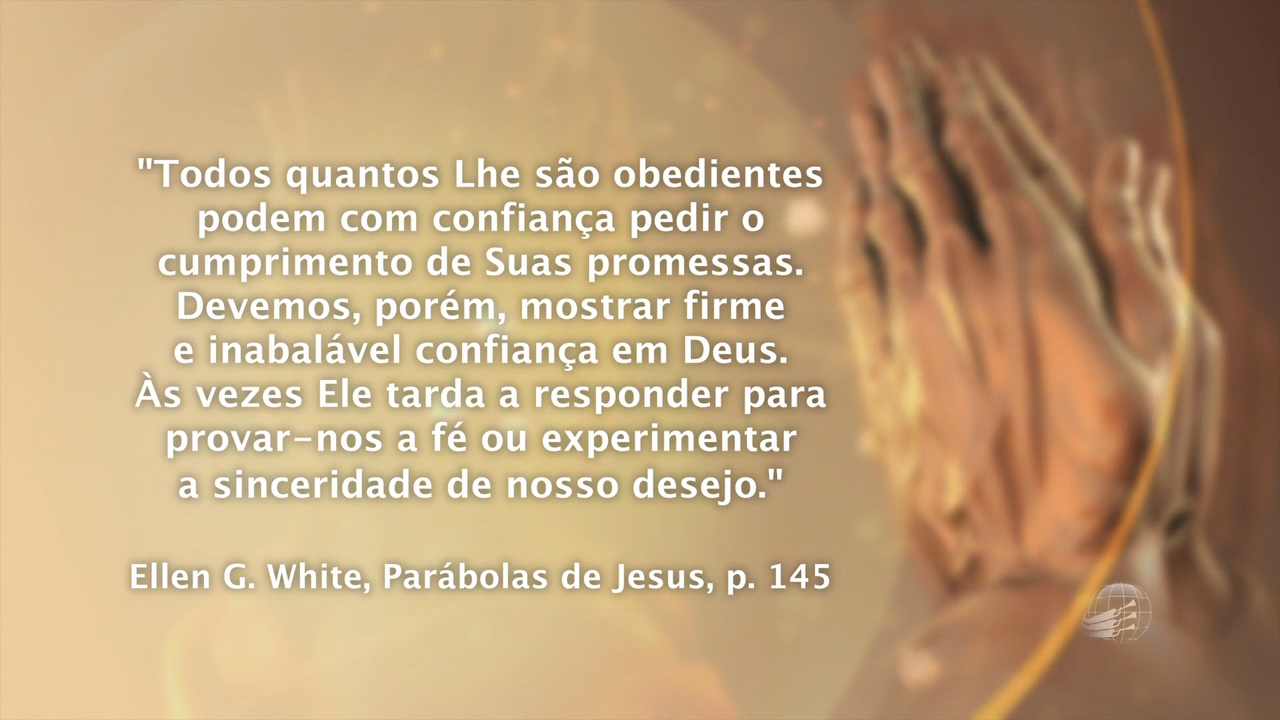 "Todos quantos Lhe são obedientes
podem com confiança pedir o
cumprimento de Suas promessas.
Devemos, porém, mostrar firme
e inabalável confiança em Deus.
Às vezes Ele tarda a responder para
provar-nos a fé ou experimentar
a sinceridade de nosso desejo."
Ellen G. White, Parábolas de Jesus, p. 145